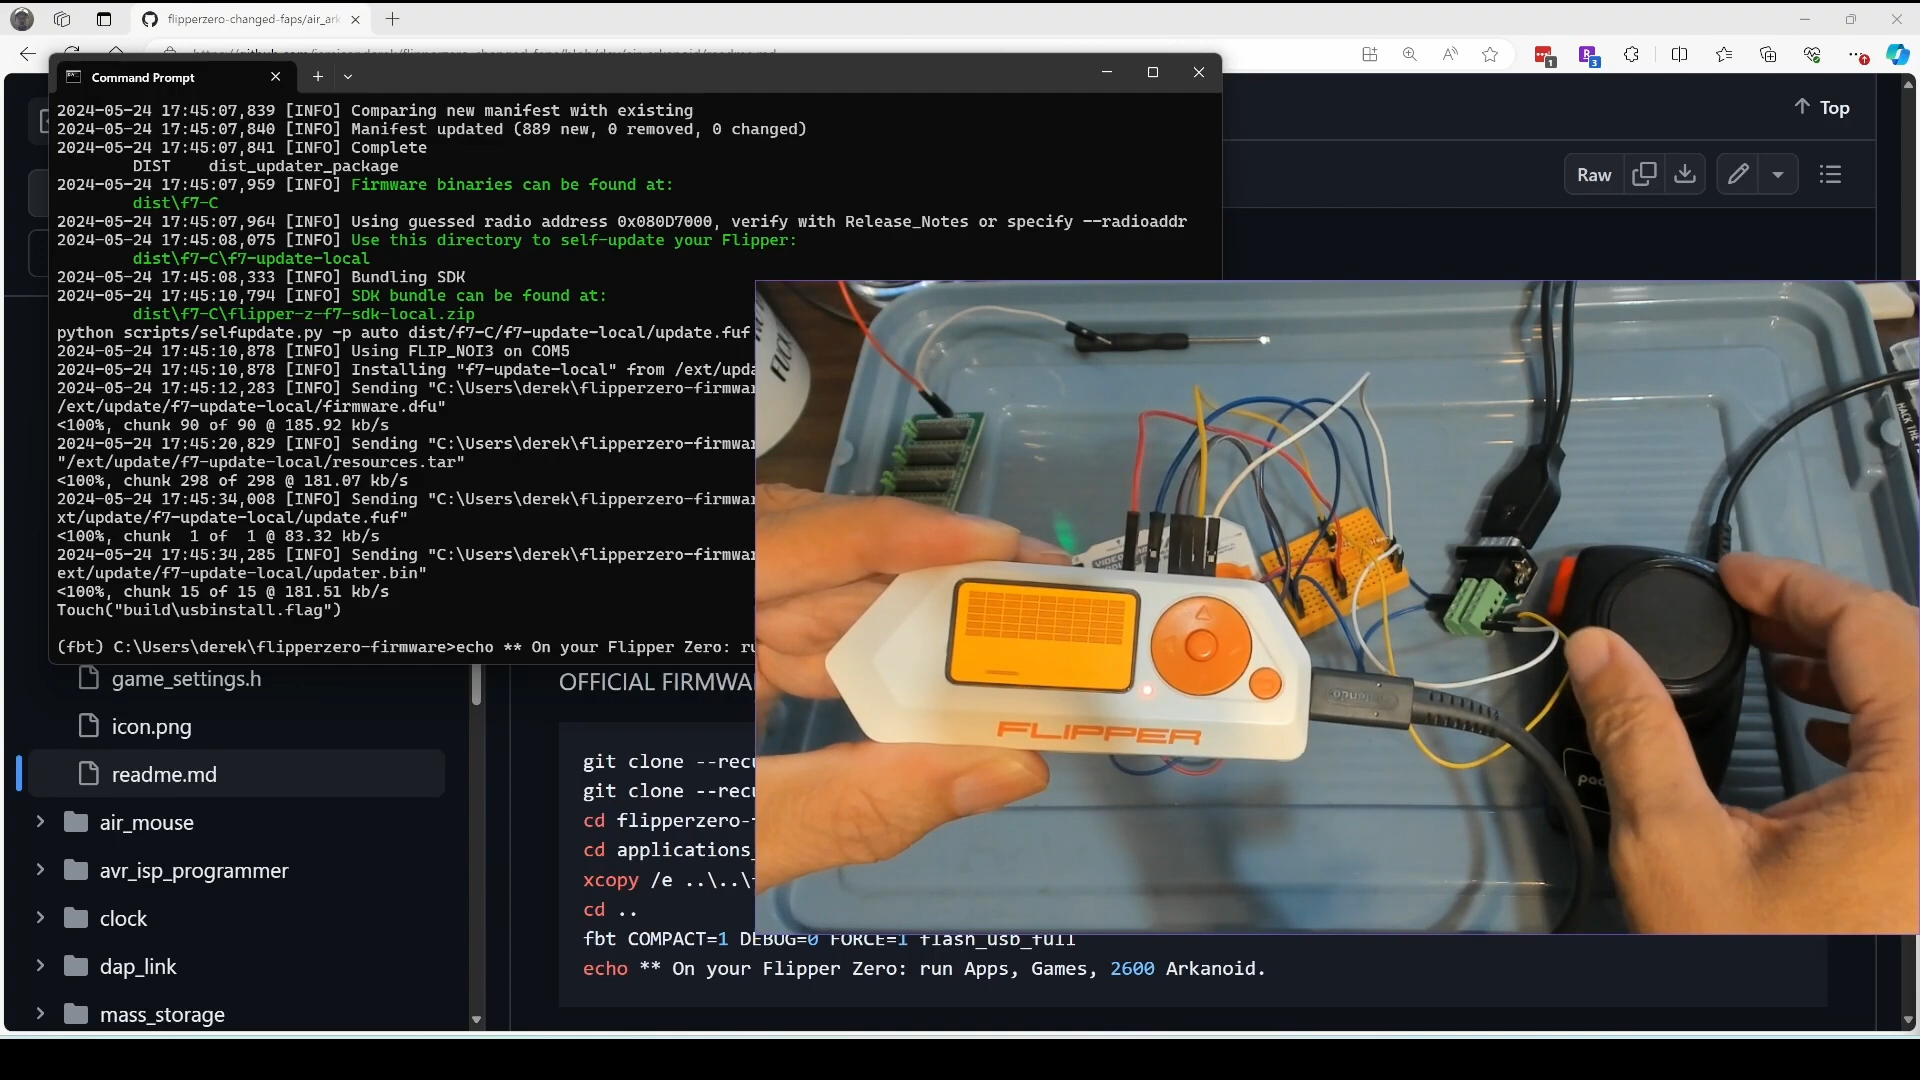 flipperzero-changed-faps/air_ark
Command Prompt
2024-05-24 17:45:07,839 [INFO] Comparing new manifest with existing
2024-05-24 17:45:07,840 [INFO] Manifest updated (889 new, 0 removed, 0 changed)
2024-05-24 17:45:07,841 [INFO] Complete
DIST dist_updater_package
2024-05-24 17:45:07,959 [INFO] Firmware binaries can be found at:
dist\f7-C
2024-05-24 17:45:07,964 [INFO] Using guessed radio address 0x080D7000, verify with Release_Notes or specify --radioaddr
2024-05-24 17:45:08,075 [INFO] Use this directory to self-update your Flipper:
dist\f7-C\f7-update-local
2024-05-24 17:45:08,333 [INFO] Bundling SDK
2024-05-24 17:45:10,794 [INFO] SDK bundle can be found at:
dist\f7-C\flipper-z-f7-sdk-local.zip
python scripts/selfupdate.py -p auto dist/f7-C/f7-update-local/update.fuf
2024-05-24 17:45:10,878 [INFO] Using FLIP_NOI3 on COM5
2024-05-24 17:45:10,878 [INFO] Installing "f7-update-local" from /ext/upda
2024-05-24 17:45:12,283 [INFO] Sending "C:\Users\derek\flipperzero-firmwar
/ext/update/f7-update-local/firmware.dfu"
<100%, chunk 90 of 90 @ 185.92 kb/s
2024-05-24 17:45:20,829 [INFO] Sending "C:\Users\derek\flipperzero-firmwar
"/ext/update/f7-update-local/resources.tar"
<100%, chunk 298 of 298 @ 181.07 kb/s
2024-05-24 17:45:34,008 [INFO] Sending "C:\Users\derek\flipperzero-firmwar
xt/update/f7-update-local/update.fuf"
<100%, chunk 1 of 1 @ 83.32 kb/s
2024-05-24 17:45:34,285 [INFO] Sending "C:\Users\derek\flipperzero-firmwar
ext/update/f7-update-local/updater.bin"
<100%, chunk 15 of 15 @ 181.51 kb/s
Touch("build\usbinstall.flag")
(fbt) C:\Users\derek\flipperzero-firmware>echo ** On your Flipper Zero: ru
Top
Raw
1
3
game_settings.h
icon.png
readme.md
air_mouse
avr_isp_programmer
clock
dap_link
mass_storage
OFFICIAL FIRMWA
git clone --recu
git clone --recu
cd flipperzero-
cd applications_
xcopy /e ..\..\
cd ..
fbt COMPACT=1 DEBUG=0 FORCE=1 flash_usb_full
echo ** On your Flipper Zero: run Apps, Games, 2600 Arkanoid.
FLIPPER